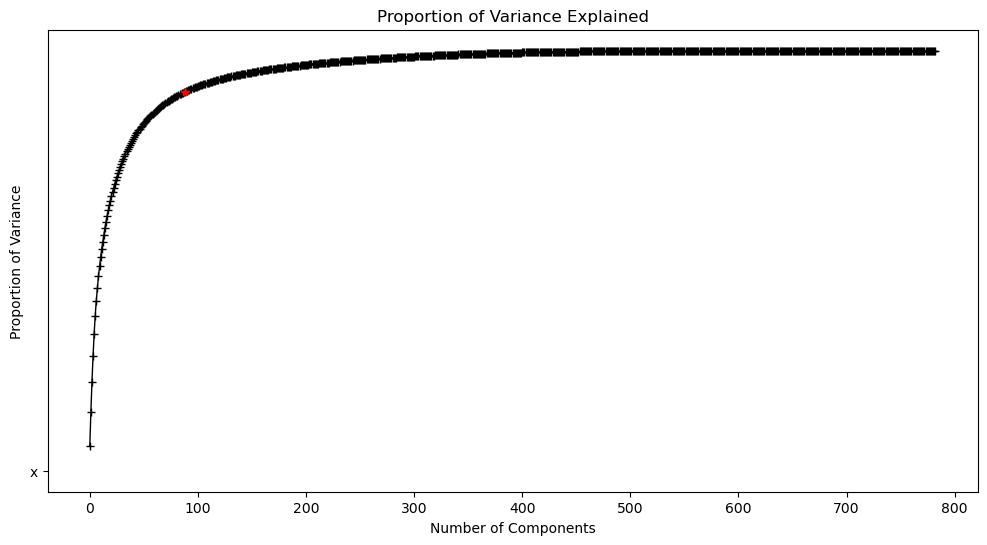 Proportion of Variance Explained
Proportion of Variance
x
0 100 200 300 400 500 600 700 800
Number of Components